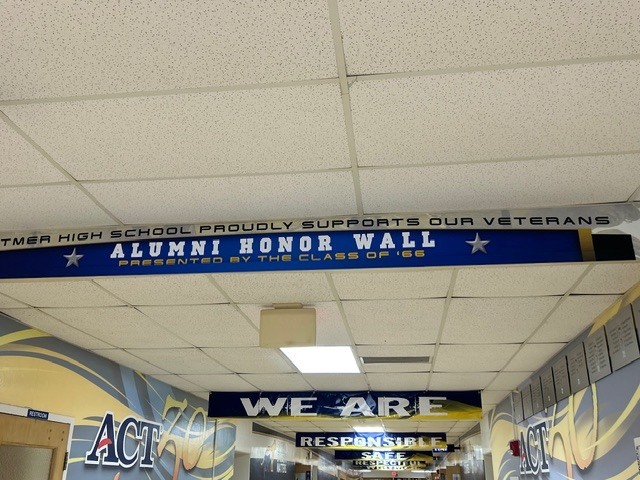 TMER HIGH SCHOOL PROUDLY SUPPORTS OUR VETERANS
ALUMNI HONOR WALL
PRESENTED BY THE CLASS OF '66
WE ARE
RESPONSIBLE
SAFE
RESPECTFUL
RESTROOM
ACT
ACT